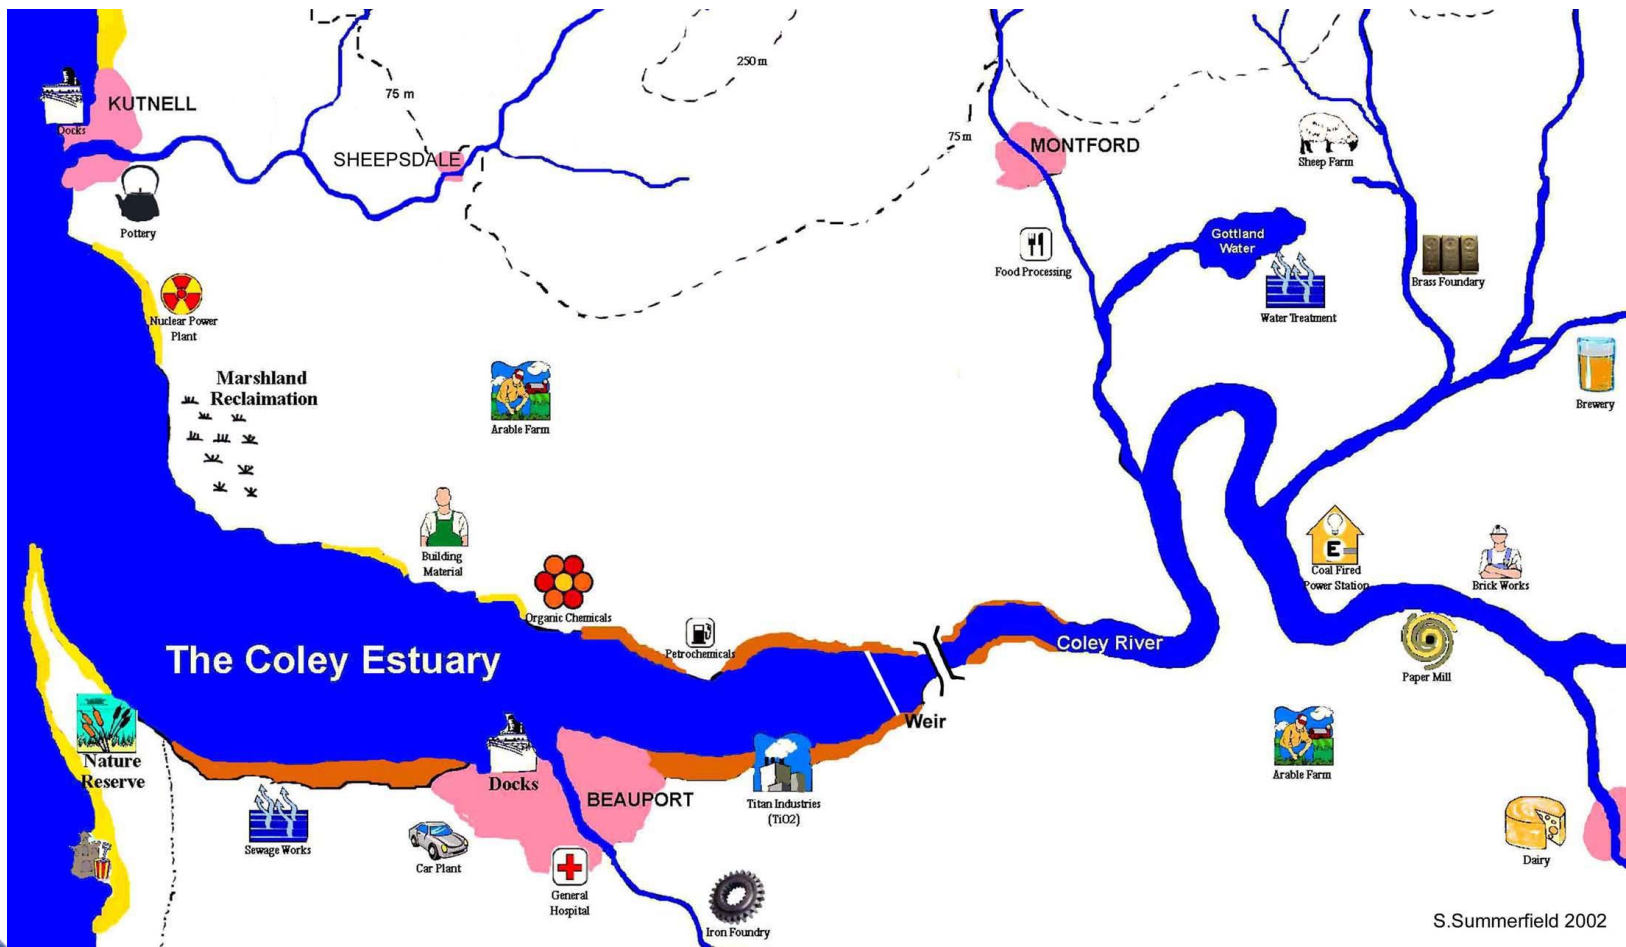 250 m
75 m
KUTNELL
Docks
SHEEPSDALE
75 m
MONTFORD
Sheep Farm
Pottery
Gottland
Water
Food Processing
Brass Foundary
Water Treatment
Nuclear Power
Plant
Marshland
Reclaimation
Arable Farm
Brewery
Building
Material
E
Coal Fired
Power Station
Brick Works
Organic Chemicals
Petrochemicals
Coley River
The Coley Estuary
Paper Mill
Weir
Nature
Reserve
Docks
BEAUPORT
Titan Industries
(TiO2)
Arable Farm
Sewage Works
Car Plant
Dairy
General
Hospital
Iron Foundry
S.Summerfield 2002